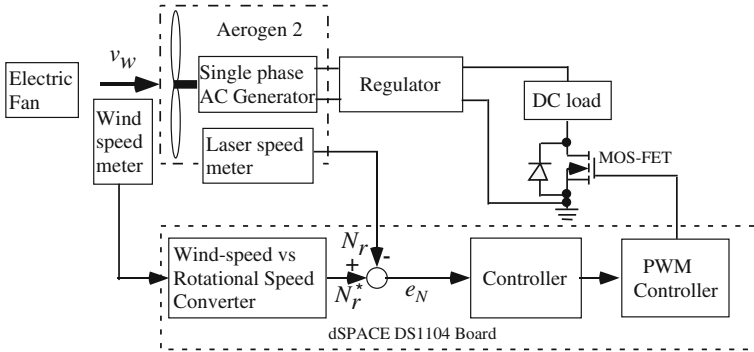 Aerogen 2
Electric
Fan
v_w
Single phase
AC Generator
Regulator
DC load
Wind
speed
meter
Laser speed
meter
MOS-FET
Wind-speed vs
Rotational Speed
Converter
N_r
-
+
N_r^*
e_N
Controller
PWM
Controller
dSPACE DS1104 Board